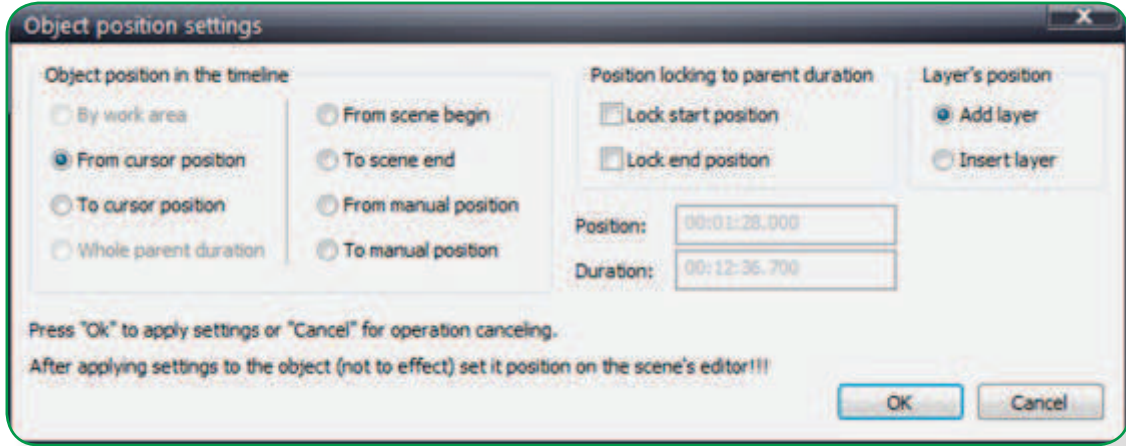 Object position settings
Object position in the timeline
By work area
From cursor position
To cursor position
Whole parent duration
From scene begin
To scene end
From manual position
To manual position
Position locking to parent duration
Lock start position
Lock end position
Layer's position
Add layer
Insert layer
Position: 00:01:28.000
Duration: 00:12:36.700
Press "Ok" to apply settings or "Cancel" for operation canceling.
After applying settings to the object (not to effect) set it position on the scene's editor!!!
OK Cancel